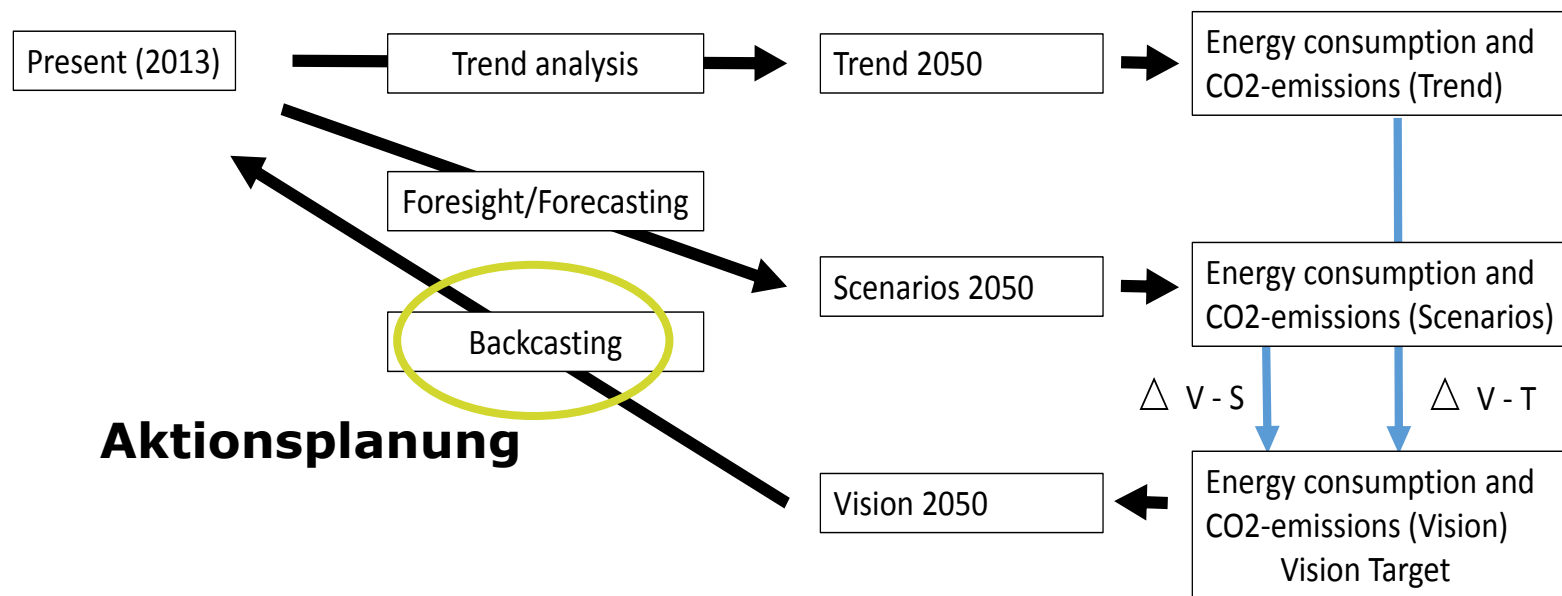 Present (2013)
Trend analysis
Trend 2050
Energy consumption and
CO2-emissions (Trend)
Foresight/Forecasting
Scenarios 2050
Energy consumption and
CO2-emissions (Scenarios)
Backcasting
△ V - S
△ V - T
Aktionsplanung
Vision 2050
Energy consumption and
CO2-emissions (Vision)
Vision Target